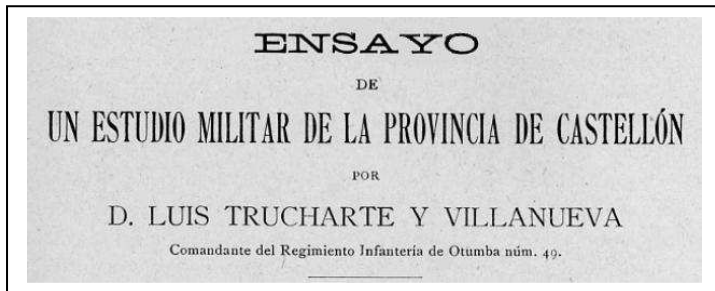 ENSAYO
DE
UN ESTUDIO MILITAR DE LA PROVINCIA DE CASTELLÓN
POR
D. LUIS TRUCHARTE Y VILLANUEVA
Comandante del Regimiento Infantería de Otumba núm. 49.